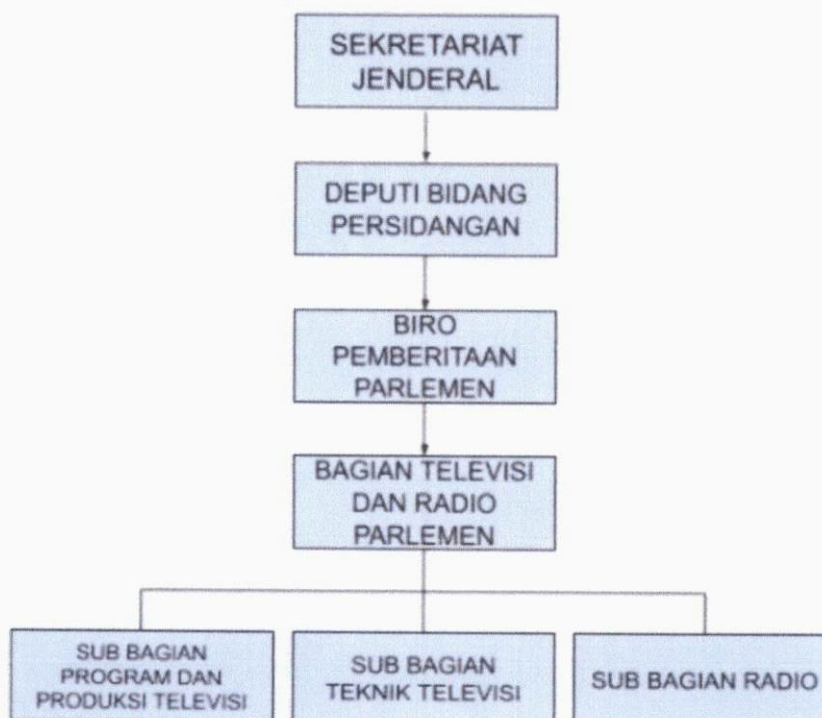 SEKRETARIAT
JENDERAL
DEPUTI BIDANG
PERSIDANGAN
BIRO
PEMBERITAAN
PARLEMEN
BAGIAN TELEVISI
DAN RADIO
PARLEMEN
SUB BAGIAN
PROGRAM DAN
PRODUKSI TELEVISI
SUB BAGIAN
TEKNIK TELEVISI
SUB BAGIAN RADIO